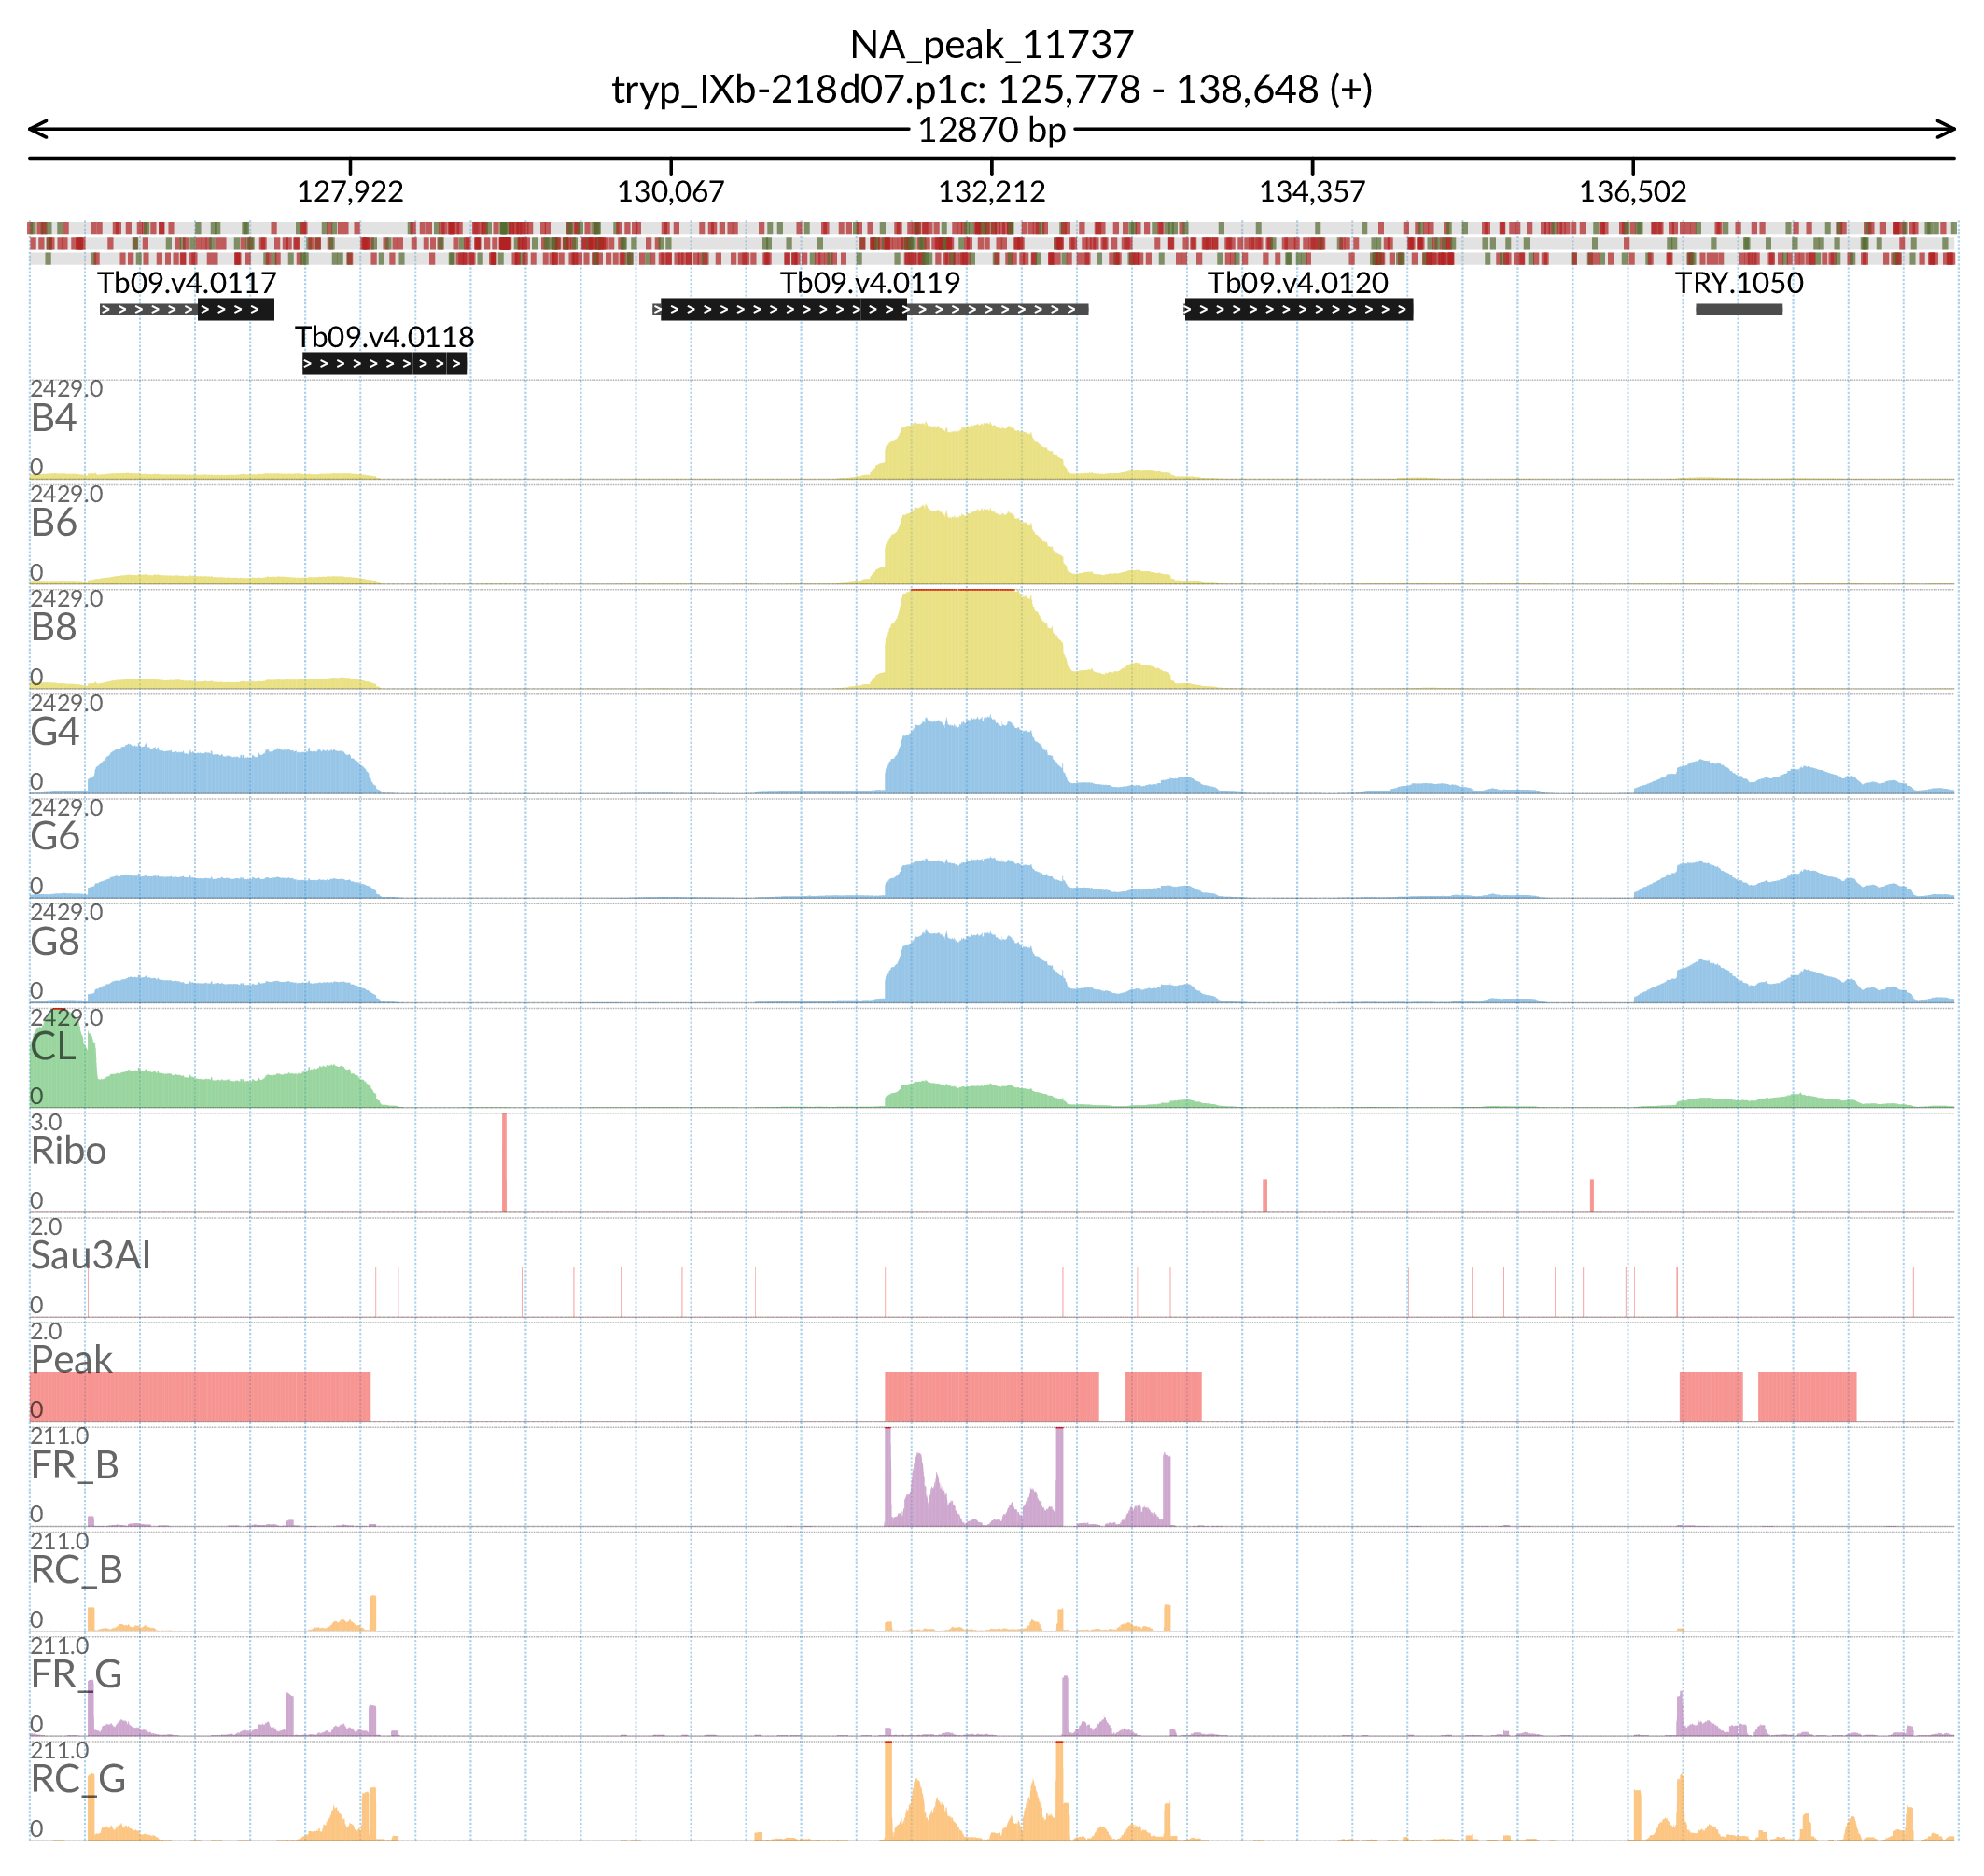 NA_peak_11737
tryp_IXb-218d07.p1c: 125,778 - 138,648 (+)
12870 bp
127,922 130,067 132,212 134,357 136,502
Tb09.v4.0117 Tb09.v4.0119 Tb09.v4.0120 TRY.1050
Tb09.v4.0118
2429.0
B4
0
2429.0
B6
0
2429.0
B8
0
2429.0
G4
0
2429.0
G6
0
2429.0
G8
0
2429.0
CL
0
3.0
Ribo
0
2.0
Sau3AI
0
2.0
Peak
0
211.0
FR_B
0
211.0
RC_B
0
211.0
FR_G
0
211.0
RC_G
0